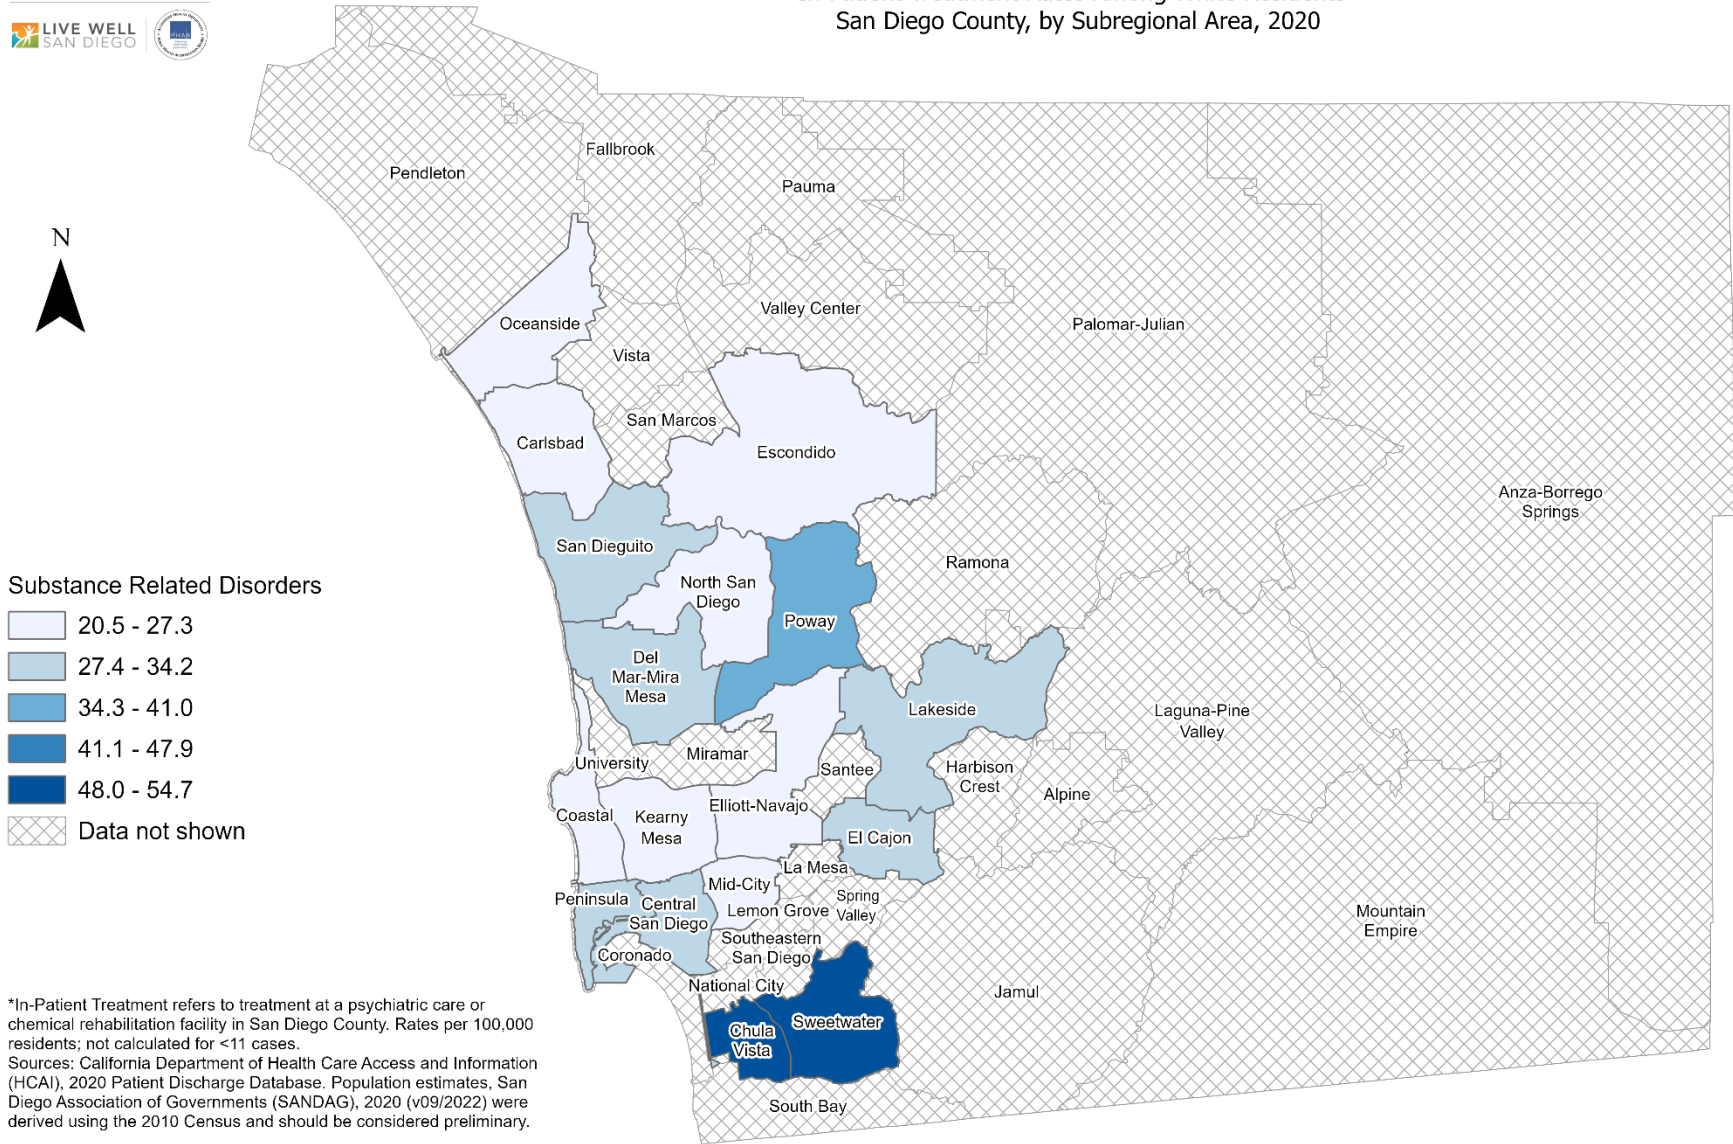 San Diego County, by Subregional Area, 2020
LIVE WELL
SAN DIEGO
PHAB
N
Pendleton
Fallbrook
Pauma
Oceanside
Valley Center
Palomar-Julian
Vista
San Marcos
Carlsbad
Escondido
Anza-Borrego
Springs
San Dieguito
Ramona
North San
Diego
Poway
Del
Mar-Mira
Mesa
Lakeside
Laguna-Pine
Valley
University
Miramar
Santee
Harbison
Crest
Alpine
Coastal
Kearny
Mesa
Elliott-Navajo
El Cajon
La Mesa
Mid-City
Peninsula
Central
San Diego
Lemon Grove
Spring
Valley
Mountain
Empire
Coronado
Southeastern
San Diego
National City
Jamul
Chula
Vista
Sweetwater
South Bay
Substance Related Disorders
20.5 - 27.3
27.4 - 34.2
34.3 - 41.0
41.1 - 47.9
48.0 - 54.7
Data not shown
*In-Patient Treatment refers to treatment at a psychiatric care or
chemical rehabilitation facility in San Diego County. Rates per 100,000
residents; not calculated for <11 cases.
Sources: California Department of Health Care Access and Information
(HCAI), 2020 Patient Discharge Database. Population estimates, San
Diego Association of Governments (SANDAG), 2020 (v09/2022) were
derived using the 2010 Census and should be considered preliminary.